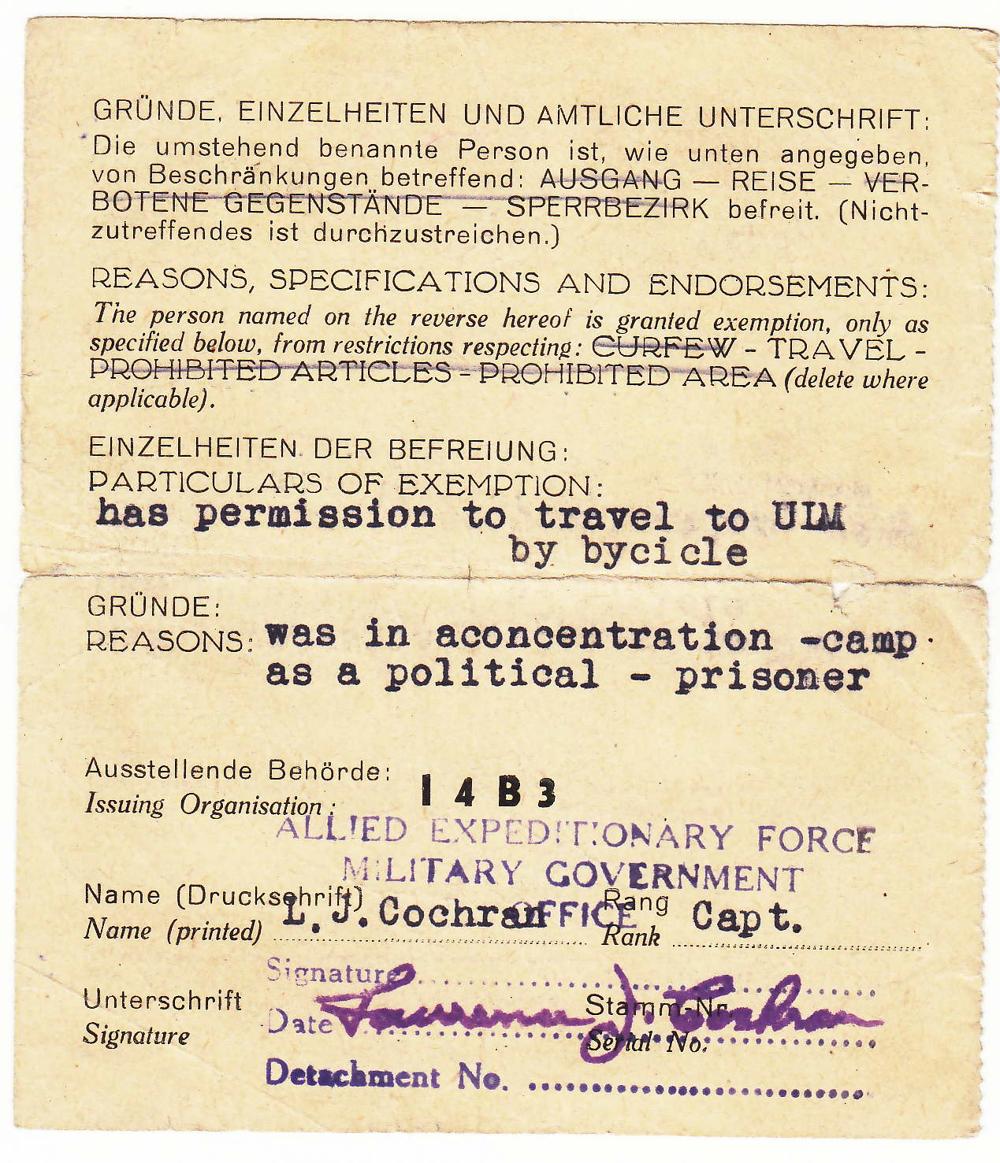 GRÜNDE, EINZELHEITEN UND AMTLICHE UNTERSCHRIFT:
Die umstehend benannte Person ist, wie unten angegeben,
von Beschränkungen betreffend: AUSGANG — REISE — VER-
BOTENE GEGENSTÄNDE — SPERRBEZIRK befreit. (Nicht-
zutreffendes ist durchzustreichen.)
REASONS, SPECIFICATIONS AND ENDORSEMENTS:
The person named on the reverse hereof is granted exemption, only as
specified below, from restrictions respecting: CURFEW - TRAVEL -
PROHIBITED ARTICLES - PROHIBITED AREA (delete where
applicable).
EINZELHEITEN DER BEFREIUNG:
PARTICULARS OF EXEMPTION:
has permission to travel to ULM
by bycicle
GRÜNDE:
REASONS: was in aconcentration -camp
as a political - prisoner
Ausstellende Behörde:
Issuing Organisation: I 4 B 3
ALLIED EXPEDITIONARY FORCE
MILITARY GOVERNMENT
OFFICE
Name (Druckschrift) Rang
Name (printed) L.J.Cochran Rank Capt.
Signature
Unterschrift Laurence J. Cochran Stamm-Nr.
Signature Date Serial No.
Detachment No.